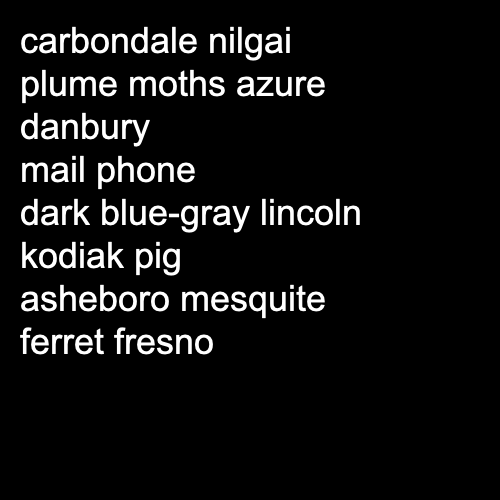 carbondale nilgai
plume moths azure
danbury
mail phone
dark blue-gray lincoln
kodiak pig
asheboro mesquite
ferret fresno